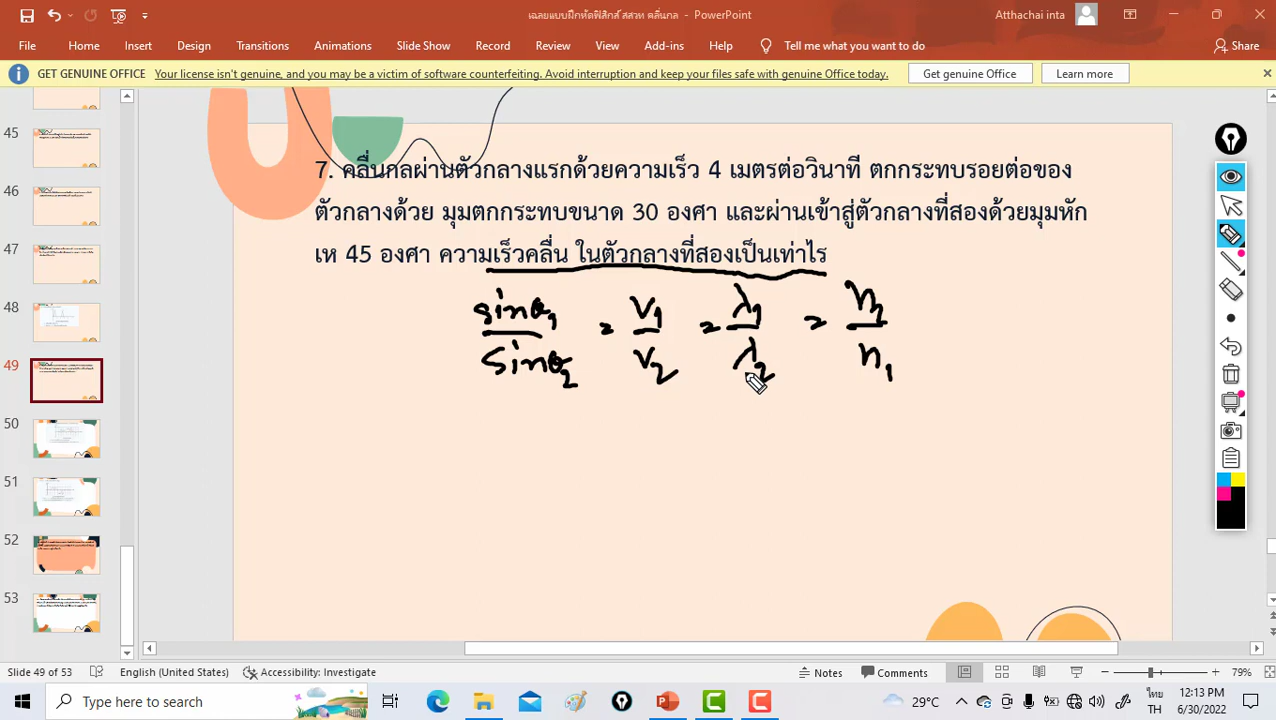 เฉลยแบบฝึกหัดฟิสิกส์ สสวท คลื่นกล - PowerPoint
Atthachai inta
File Home Insert Design Transitions Animations Slide Show Record Review View Add-ins Help Tell me what you want to do Share
GET GENUINE OFFICE Your license isn't genuine, and you may be a victim of software counterfeiting. Avoid interruption and keep your files safe with genuine Office today. Get genuine Office Learn more
7. คลื่นกลผ่านตัวกลางแรกด้วยความเร็ว 4 เมตรต่อวินาที ตกกระทบรอยต่อของ
ตัวกลางด้วย มุมตกกระทบขนาด 30 องศา และผ่านเข้าสู่ตัวกลางที่สองด้วยมุมหัก
เห 45 องศา ความเร็วคลื่น ในตัวกลางที่สองเป็นเท่าไร
sinθ₁ / sinθ₂ = v₁ / v₂ = λ₁ / λ₂ = n₂ / n₁
45
46
47
48
49
50
51
52
53
Slide 49 of 53 English (United States) Accessibility: Investigate Notes Comments 79%
Type here to search 29°C ไทย 12:13 PM
TH 6/30/2022